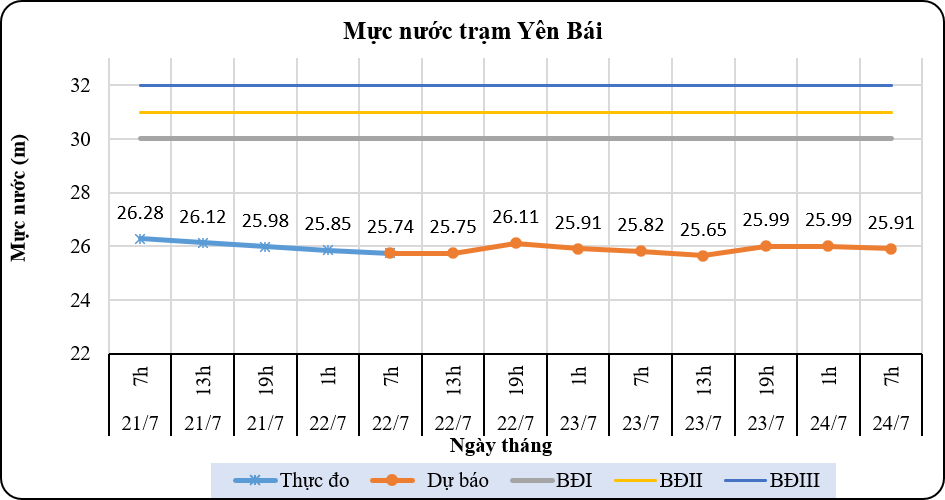 Mực nước trạm Yên Bái
Mực nước (m)
32
30
28
26
24
22
26.28 26.12 25.98 25.85 25.74 25.75 26.11 25.91 25.82 25.65 25.99 25.99 25.91
7h 13h 19h 1h 7h 13h 19h 1h 7h 13h 19h 1h 7h
21/7 21/7 21/7 22/7 22/7 22/7 22/7 23/7 23/7 23/7 23/7 24/7 24/7
Ngày tháng
Thực đo Dự báo BĐI BĐII BĐIII